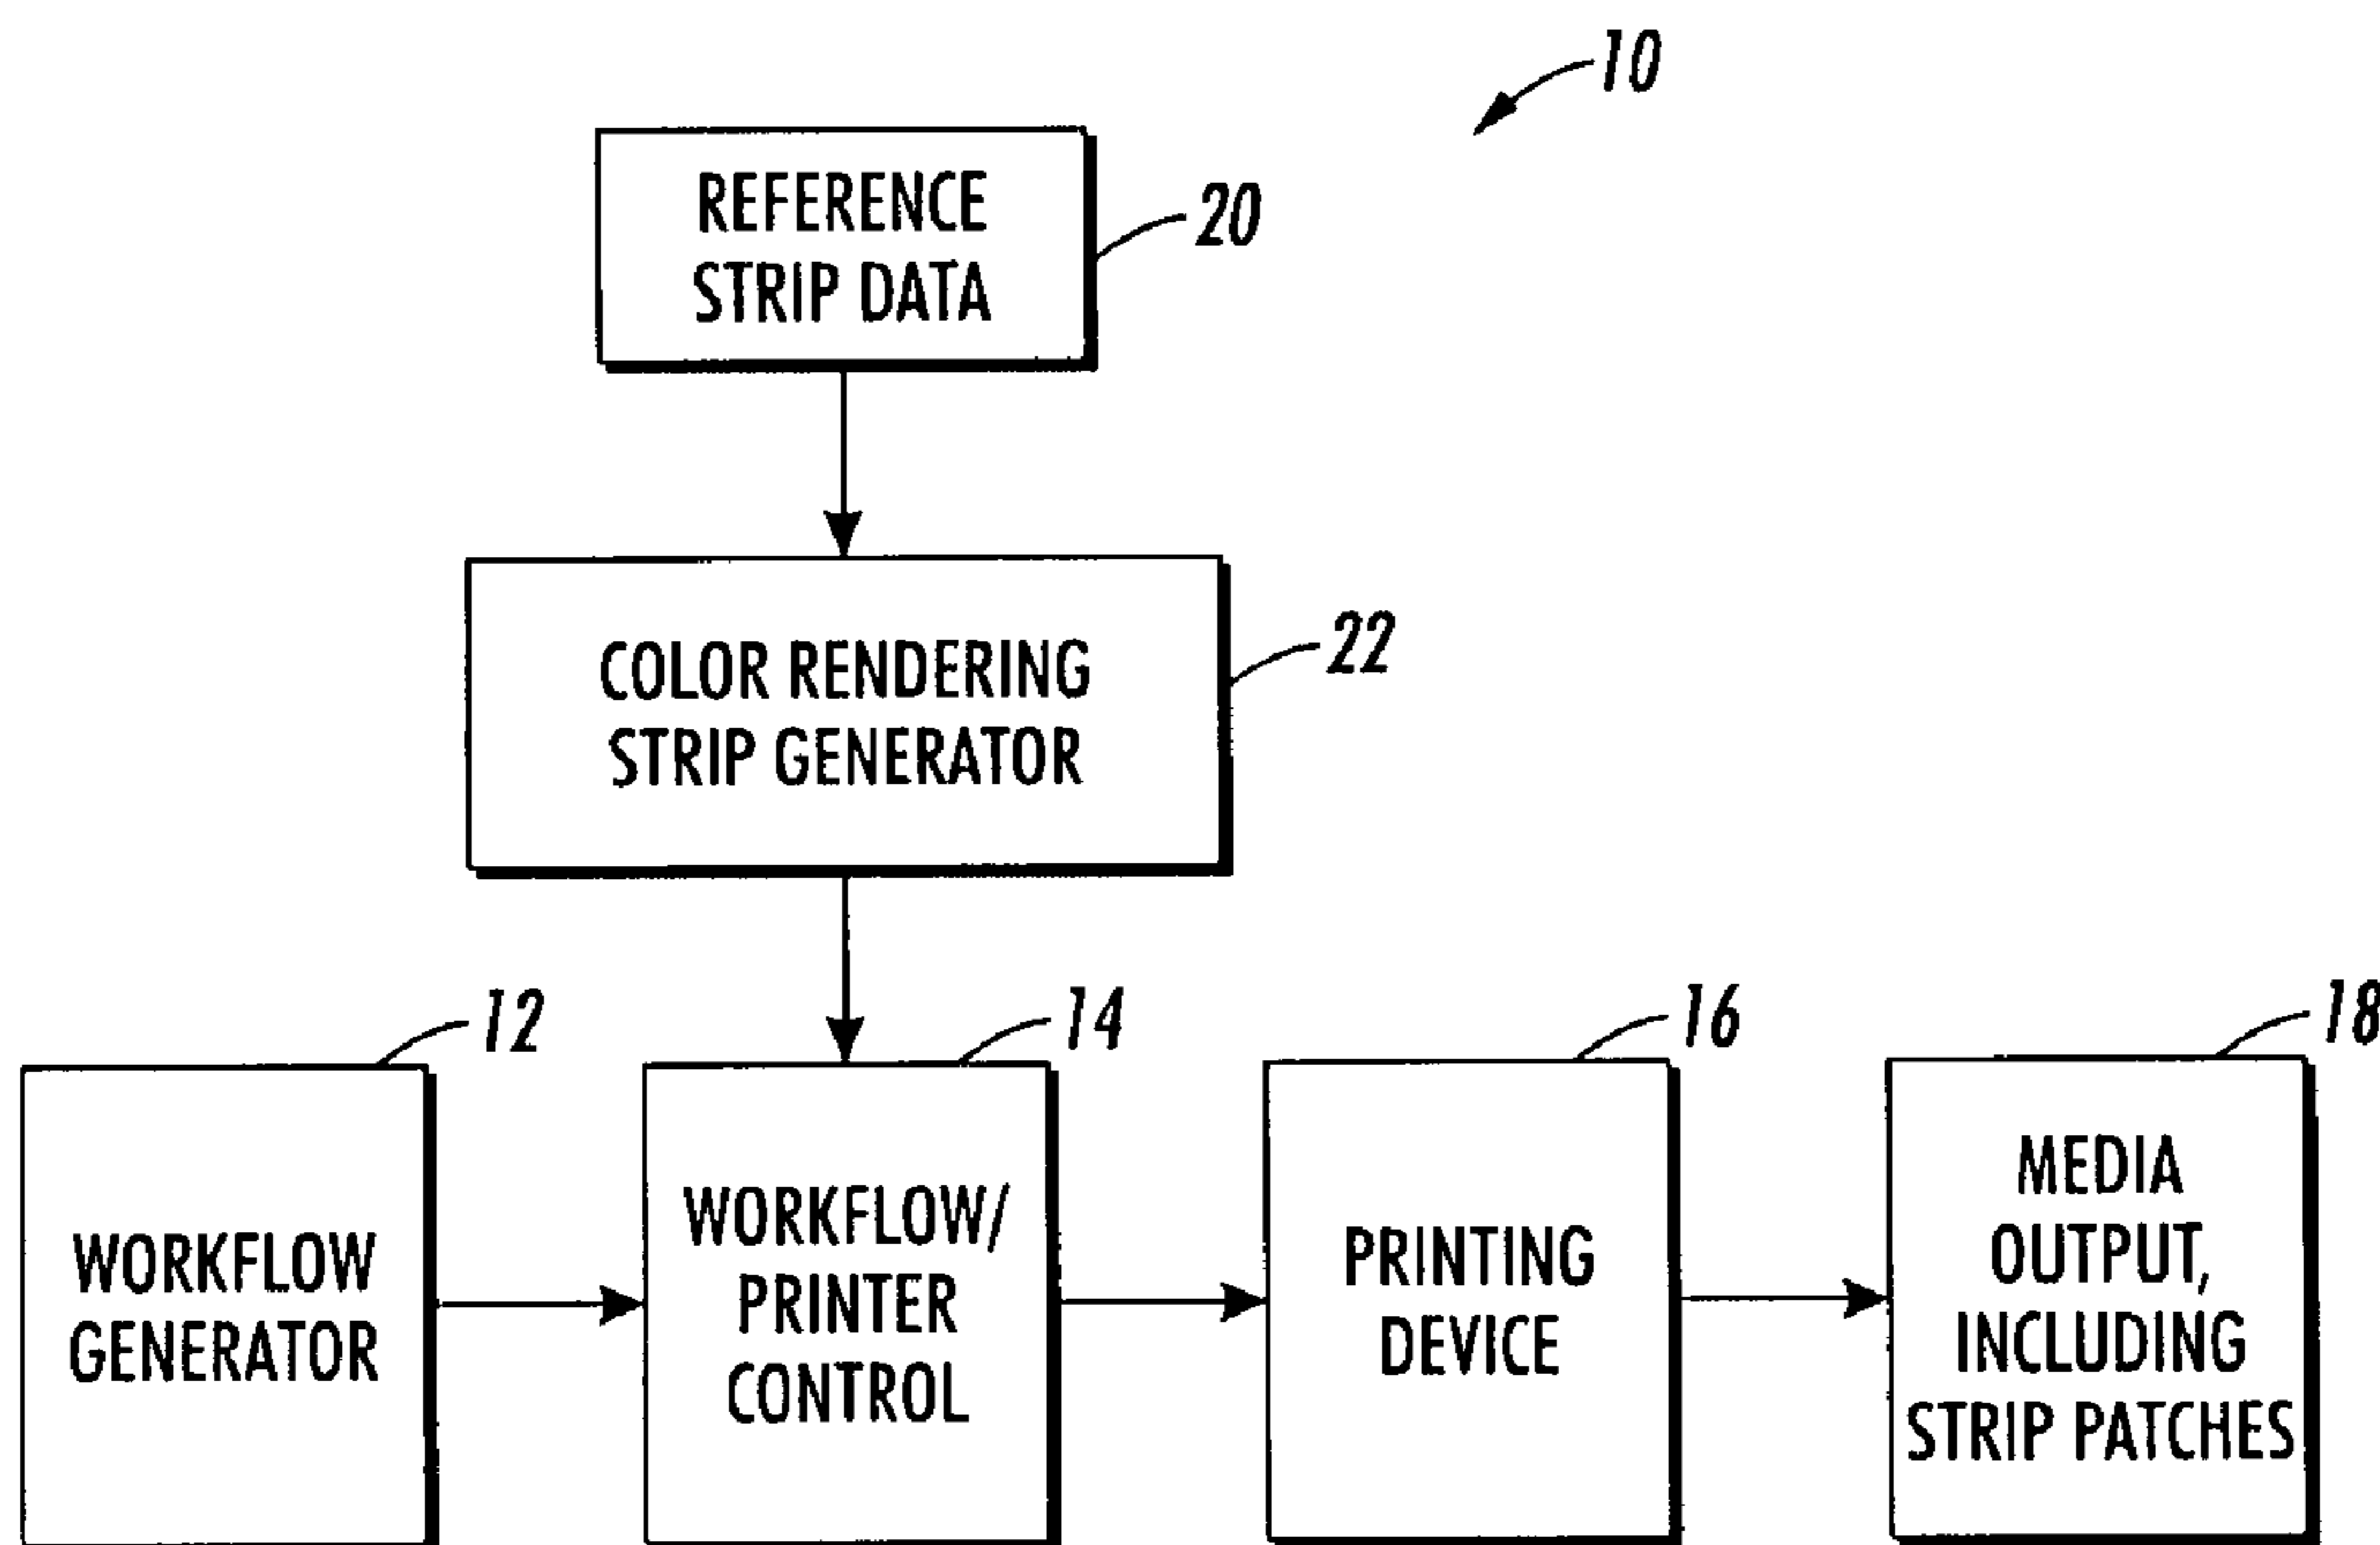 10
REFERENCE
STRIP DATA
20
COLOR RENDERING
STRIP GENERATOR
22
12
14
16
18
WORKFLOW
GENERATOR
WORKFLOW/
PRINTER
CONTROL
PRINTING
DEVICE
MEDIA
OUTPUT,
INCLUDING
STRIP PATCHES